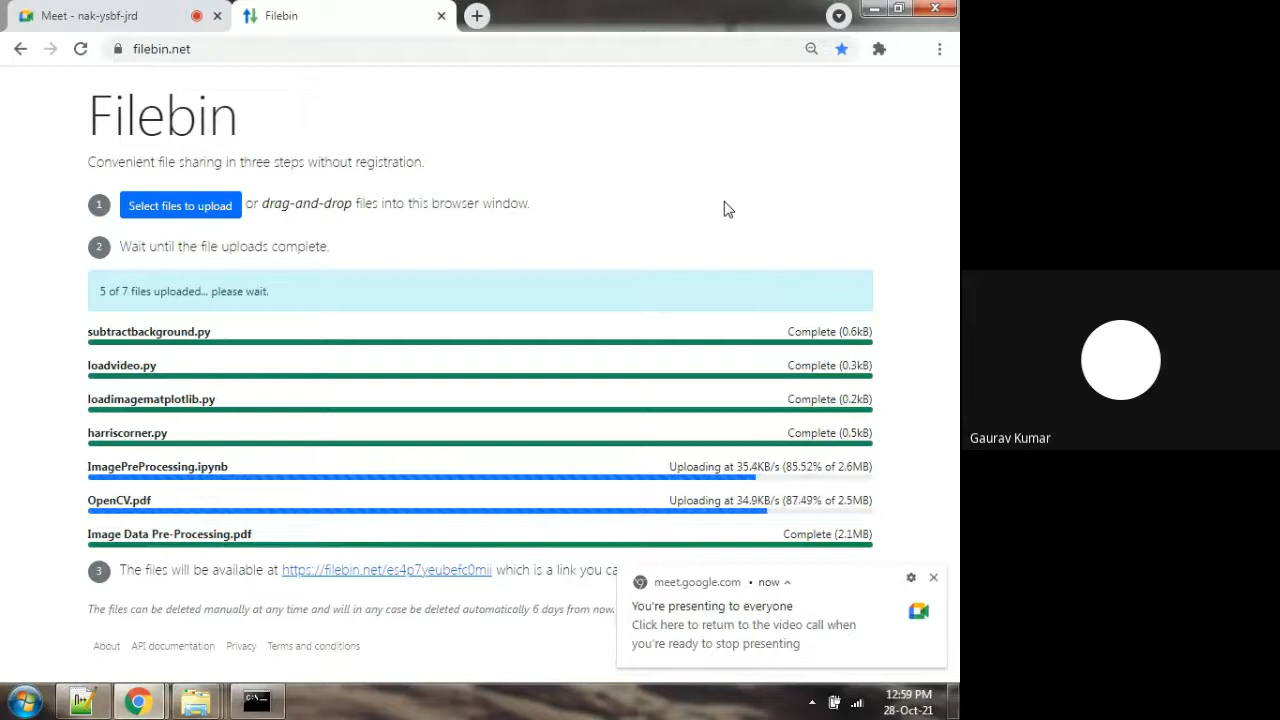 Meet - nak-ysbf-jrd
Filebin
filebin.net
Filebin
Convenient file sharing in three steps without registration.
1 Select files to upload or drag-and-drop files into this browser window.
2 Wait until the file uploads complete.
5 of 7 files uploaded... please wait.
subtractbackground.py Complete (0.6kB)
loadvideo.py Complete (0.3kB)
loadimagematplotlib.py Complete (0.2kB)
harriscorner.py Complete (0.5kB)
ImagePreProcessing.ipynb Uploading at 35.4KB/s (85.52% of 2.6MB)
OpenCV.pdf Uploading at 34.9KB/s (87.49% of 2.5MB)
Image Data Pre-Processing.pdf Complete (2.1MB)
3 The files will be available at https://filebin.net/es4p7yeubefc0mii which is a link you ca
The files can be deleted manually at any time and will in any case be deleted automatically 6 days from now.
About API documentation Privacy Terms and conditions
meet.google.com • now
You're presenting to everyone
Click here to return to the video call when
you're ready to stop presenting
Gaurav Kumar
12:59 PM
28-Oct-21